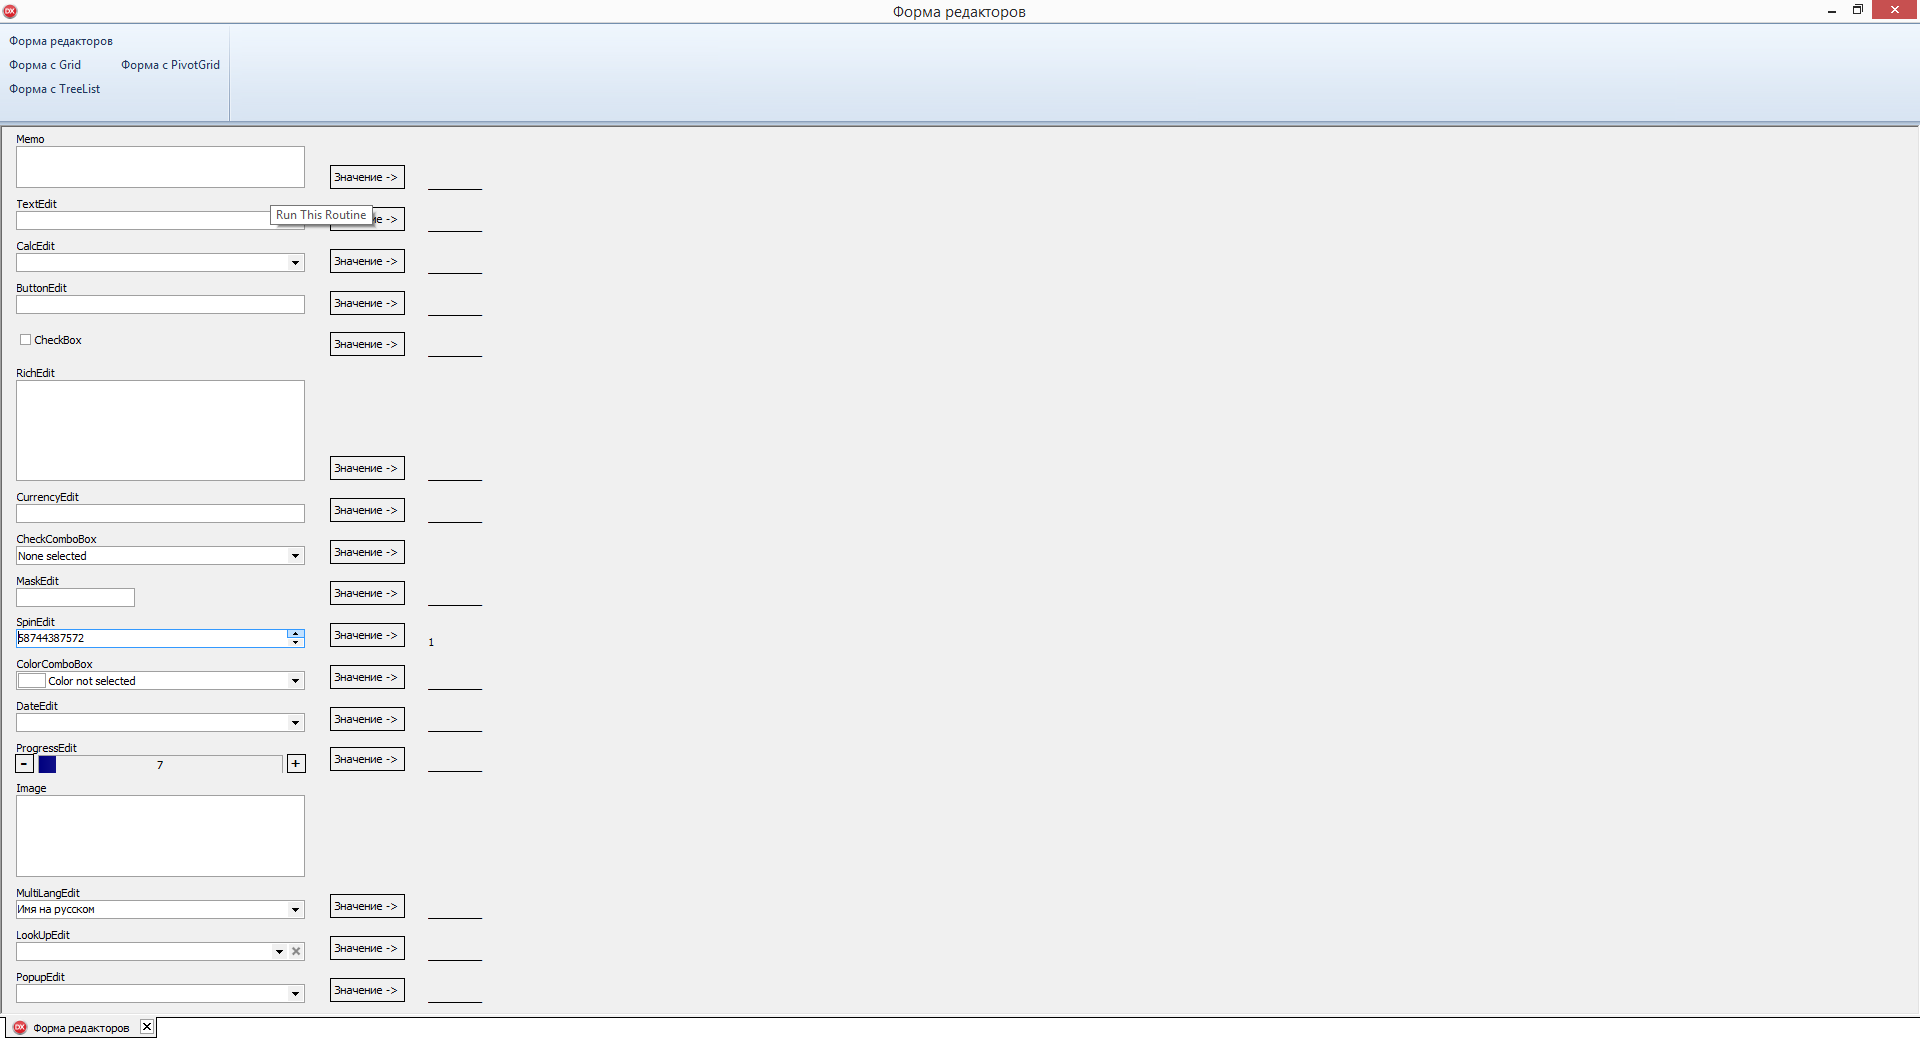 Форма редакторов
Форма редакторов
Форма с Grid
Форма с PivotGrid
Форма с TreeList
Memo
Значение ->
TextEdit
Run This Routine
ие ->
CalcEdit
Значение ->
ButtonEdit
Значение ->
CheckBox
Значение ->
RichEdit
Значение ->
CurrencyEdit
Значение ->
CheckComboBox
None selected
Значение ->
MaskEdit
Значение ->
SpinEdit
58744387572
Значение ->
1
ColorComboBox
Color not selected
Значение ->
DateEdit
Значение ->
ProgressEdit
-
7
+
Значение ->
Image
MultiLangEdit
Имя на русском
Значение ->
LookUpEdit
Значение ->
PopupEdit
Значение ->
DX Форма редакторов